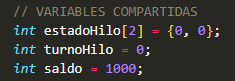 // VARIABLES COMPARTIDAS
int estadoHilo[2] = {0, 0};
int turnoHilo = 0;
int saldo = 1000;